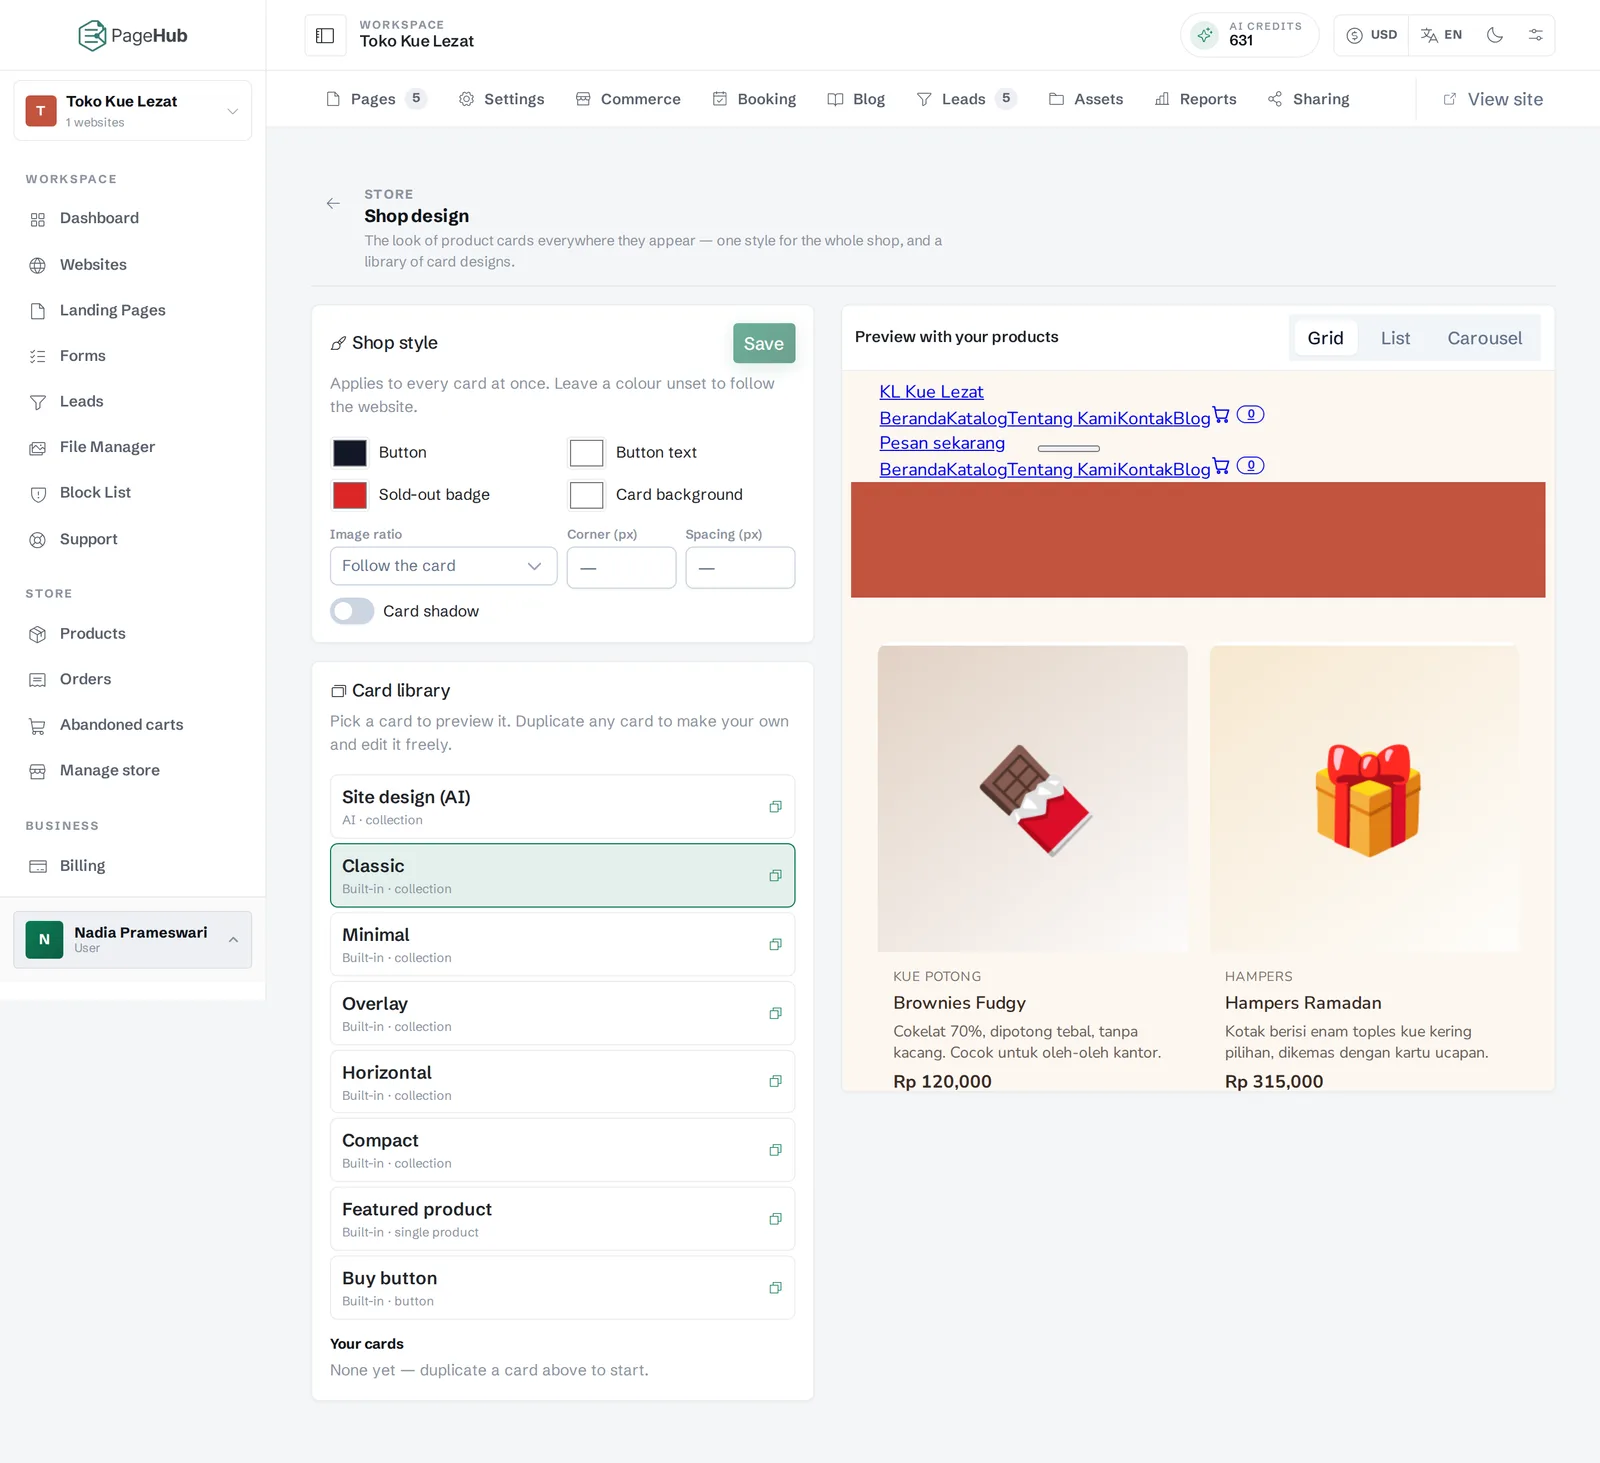 PageHub
WORKSPACE
Toko Kue Lezat
AI CREDITS
631
USD
EN
T
Toko Kue Lezat
1 websites
Pages 5
Settings
Commerce
Booking
Blog
Leads 5
Assets
Reports
Sharing
View site
WORKSPACE
Dashboard
Websites
Landing Pages
Forms
Leads
File Manager
Block List
Support
STORE
Products
Orders
Abandoned carts
Manage store
BUSINESS
Billing
N
Nadia Prameswari
User
STORE
Shop design
The look of product cards everywhere they appear — one style for the whole shop, and a
library of card designs.
Shop style
Save
Applies to every card at once. Leave a colour unset to follow
the website.
Button
Button text
Sold-out badge
Card background
Image ratio
Corner (px)
Spacing (px)
Follow the card
—
—
Card shadow
Card library
Pick a card to preview it. Duplicate any card to make your own
and edit it freely.
Site design (AI)
AI · collection
Classic
Built-in · collection
Minimal
Built-in · collection
Overlay
Built-in · collection
Horizontal
Built-in · collection
Compact
Built-in · collection
Featured product
Built-in · single product
Buy button
Built-in · button
Your cards
None yet — duplicate a card above to start.
Preview with your products
Grid
List
Carousel
KL Kue Lezat
BerandaKatalogTentang KamiKontakBlog 0
Pesan sekarang
BerandaKatalogTentang KamiKontakBlog 0
KUE POTONG
Brownies Fudgy
Cokelat 70%, dipotong tebal, tanpa
kacang. Cocok untuk oleh-oleh kantor.
Rp 120,000
HAMPERS
Hampers Ramadan
Kotak berisi enam toples kue kering
pilihan, dikemas dengan kartu ucapan.
Rp 315,000